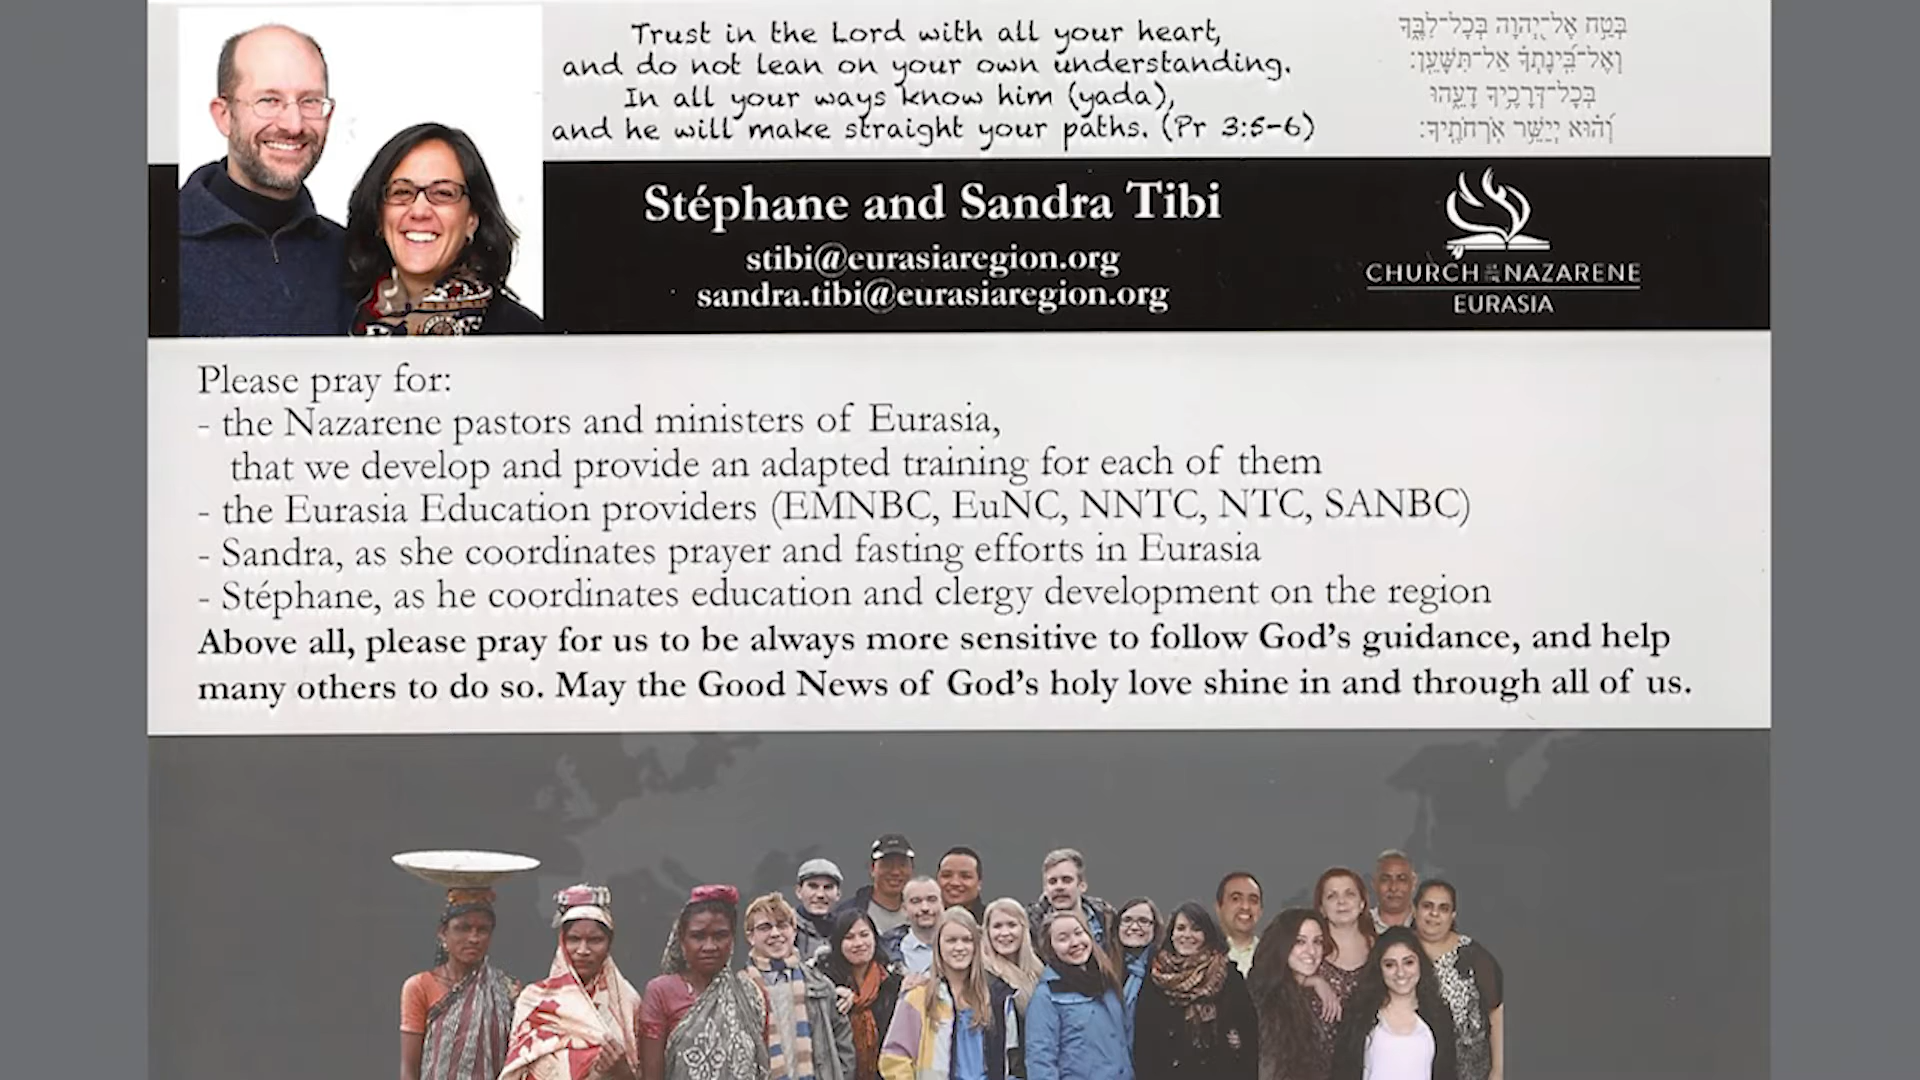 Trust in the Lord with all your heart,
and do not lean on your own understanding.
In all your ways know him (yada),
and he will make straight your paths. (Pr 3:5-6)
בְּטַ֣ח אֶל־יְ֭הוָה בְּכָל־לִבֶּ֑ךָ
וְאֶל־בִּ֝ינָתְךָ֗ אַל־תִּשָּׁעֵֽן׃
בְּכָל־דְּרָכֶ֥יךָ דָעֵ֑הוּ
וְ֝ה֗וּא יְיַשֵּׁ֥ר אֹֽרְחֹתֶֽיךָ׃
Stéphane and Sandra Tibi
stibi@eurasiaregion.org
sandra.tibi@eurasiaregion.org
CHURCH OF THE NAZARENE
EURASIA
Please pray for:
- the Nazarene pastors and ministers of Eurasia,
that we develop and provide an adapted training for each of them
- the Eurasia Education providers (EMNBC, EuNC, NNTC, NTC, SANBC)
- Sandra, as she coordinates prayer and fasting efforts in Eurasia
- Stéphane, as he coordinates education and clergy development on the region
Above all, please pray for us to be always more sensitive to follow God's guidance, and help
many others to do so. May the Good News of God's holy love shine in and through all of us.